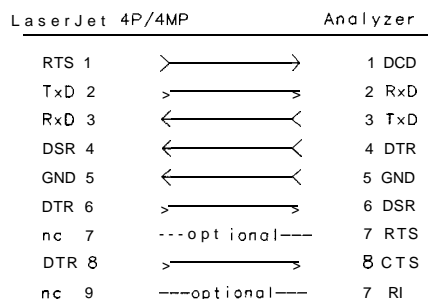 LaserJet 4P/4MP Analyzer
RTS 1 1 DCD
TxD 2 2 RxD
RxD 3 3 TxD
DSR 4 4 DTR
GND 5 5 GND
DTR 6 6 DSR
nc 7 ---optional--- 7 RTS
DTR 8 8 CTS
nc 9 ---optional--- 7 RI